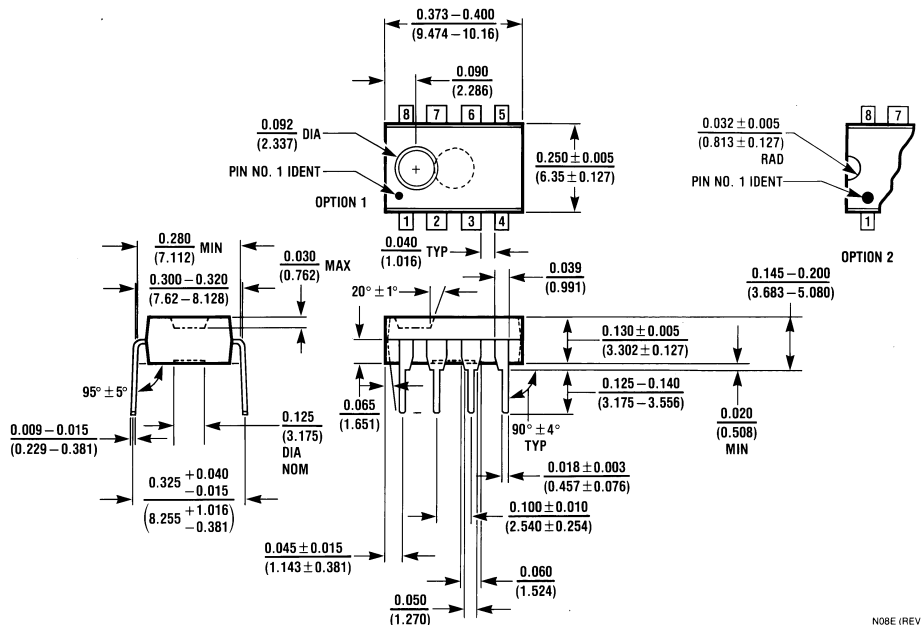 0.373 – 0.400
(9.474 – 10.16)
0.090
(2.286)
8 7 6 5
0.092 DIA
(2.337)
PIN NO. 1 IDENT
OPTION 1
1 2 3 4
0.250 ± 0.005
(6.35 ± 0.127)
8 7
0.032 ± 0.005
(0.813 ± 0.127)
RAD
PIN NO. 1 IDENT
1
OPTION 2
0.280 MIN
(7.112)
0.300 – 0.320
(7.62 – 8.128)
0.030 MAX
(0.762)
95° ± 5°
0.009 – 0.015
(0.229 – 0.381)
0.125
(3.175)
DIA
NOM
0.325 +0.040
−0.015
(8.255 +1.016
−0.381)
0.040 TYP
(1.016)
0.039
(0.991)
20° ± 1°
0.145 – 0.200
(3.683 – 5.080)
0.130 ± 0.005
(3.302 ± 0.127)
0.125 – 0.140
(3.175 – 3.556)
0.020
(0.508)
MIN
0.065
(1.651)
90° ± 4°
TYP
0.018 ± 0.003
(0.457 ± 0.076)
0.100 ± 0.010
(2.540 ± 0.254)
0.045 ± 0.015
(1.143 ± 0.381)
0.060
(1.524)
0.050
(1.270)
N08E (REV